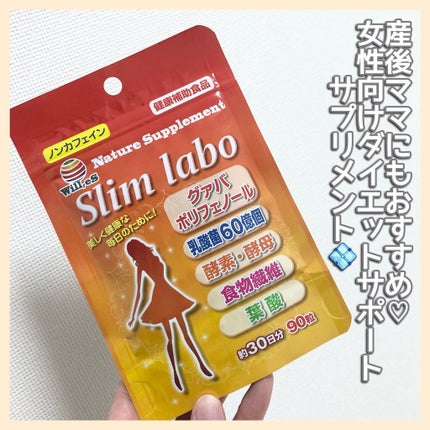 産後ママにもおすすめ♡
女性向けダイエットサポート
サプリメント💠
健康補助食品
ノンカフェイン
Willies
Nature Supplement
Slim labo
美しく健康な
毎日のために!
グァバ
ポリフェノール
乳酸菌60億個
酵素・酵母
食物繊維
葉酸
約30日分 90粒